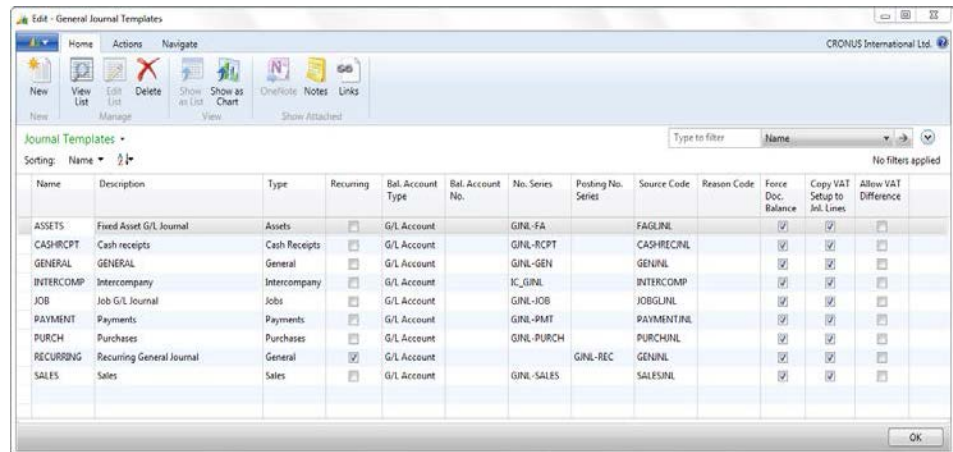 Edit - General Journal Templates
Home Actions Navigate CRONUS International Ltd.
New View List Edit List Delete Show as List Show as Chart OneNote Notes Links
New Manage View Show Attached
Journal Templates Type to filter Name
Sorting: Name No filters applied
Name Description Type Recurring Bal. Account Type Bal. Account No. No. Series Posting No. Series Source Code Reason Code Force Doc. Balance Copy VAT Setup to Jnl. Lines Allow VAT Difference
ASSETS Fixed Asset G/L Journal Assets G/L Account GJNL-FA FAGLJNL
CASHRCPT Cash receipts Cash Receipts G/L Account GJNL-RCPT CASHRECJNL
GENERAL GENERAL General G/L Account GJNL-GEN GENJNL
INTERCOMP Intercompany Intercompany G/L Account IC_GJNL INTERCOMP
JOB Job G/L Journal Jobs G/L Account GJNL-JOB JOBGLJNL
PAYMENT Payments Payments G/L Account GJNL-PMT PAYMENTJNL
PURCH Purchases Purchases G/L Account GJNL-PURCH PURCHJNL
RECURRING Recurring General Journal General G/L Account GJNL-REC GENJNL
SALES Sales Sales G/L Account GJNL-SALES SALESJNL
OK